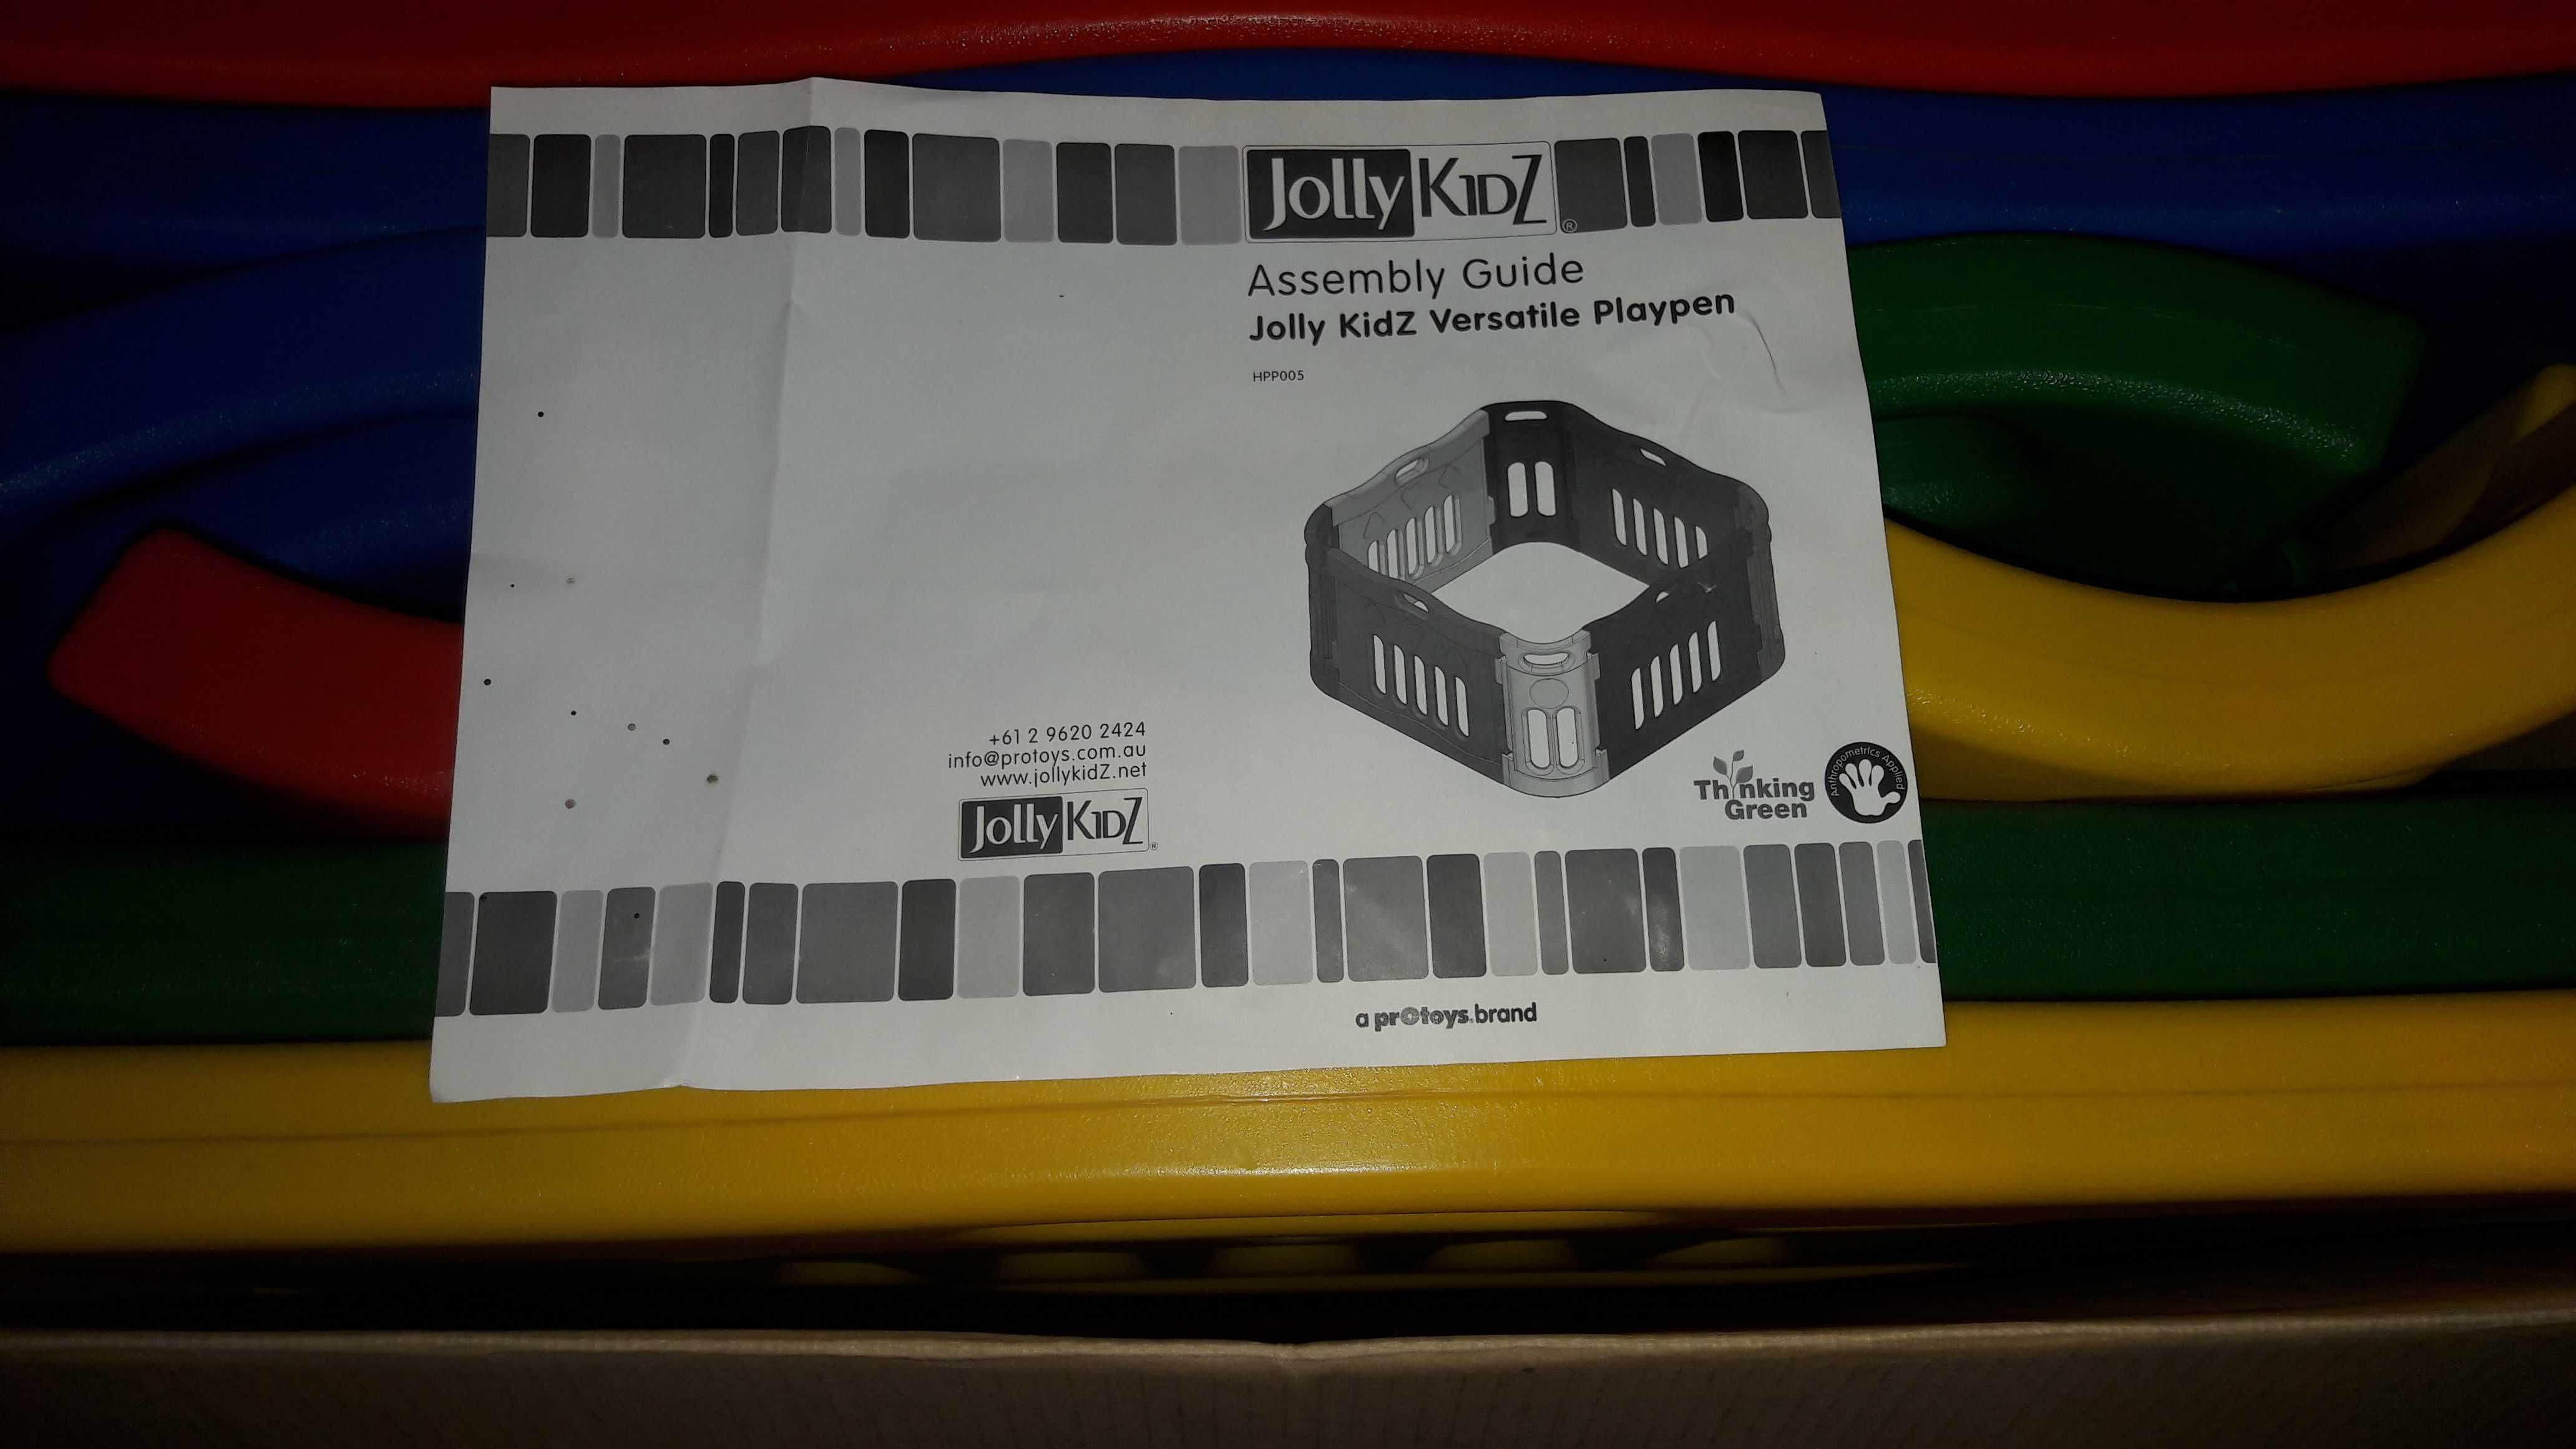 Jolly KIDZ®
Assembly Guide
Jolly KidZ Versatile Playpen
HPP005
+61 2 9620 2424
info@protoys.com.au
www.jollykidZ.net
Jolly KIDZ®
Thinking
Green
Anthropometrics Applied
a protoys.brand